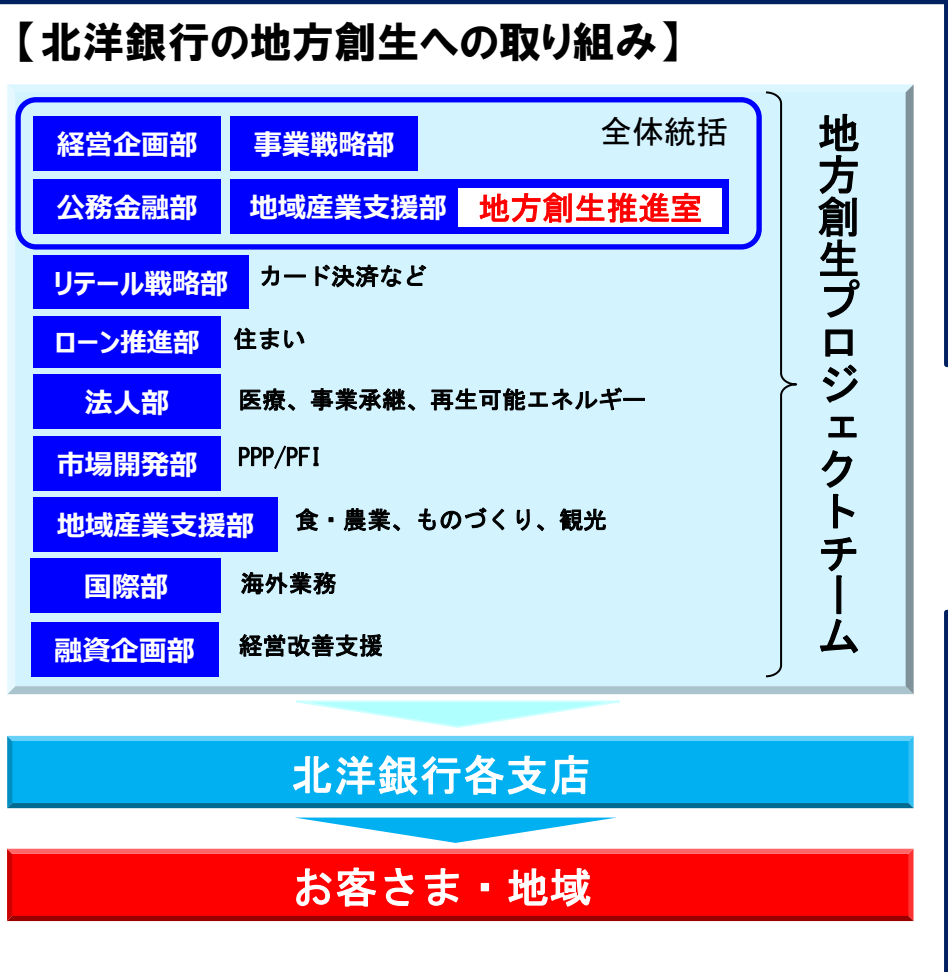 【北洋銀行の地方創生への取り組み】
経営企画部 事業戦略部 全体統括
公務金融部 地域産業支援部 地方創生推進室
リテール戦略部 カード決済など
ローン推進部 住まい
法人部 医療、事業承継、再生可能エネルギー
市場開発部 PPP/PFI
地域産業支援部 食・農業、ものづくり、観光
国際部 海外業務
融資企画部 経営改善支援
地方創生プロジェクトチーム
北洋銀行各支店
お客さま・地域